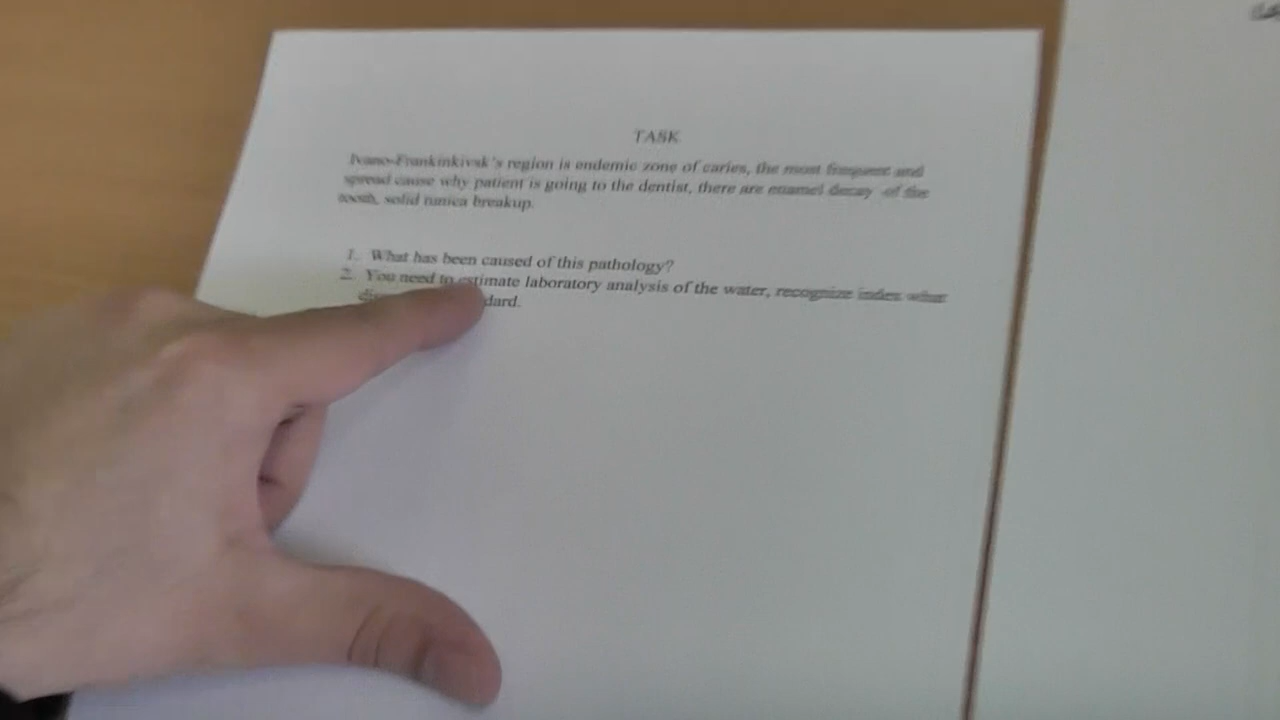 TASK
Ivano-Frankinkivsk's region is endemic zone of caries, the most frequent and
spread cause why patient is going to the dentist, there are enamel decay of the
tooth, solid tunica breakup.
1. What has been caused of this pathology?
2. You need to estimate laboratory analysis of the water, recognize index what
dard.